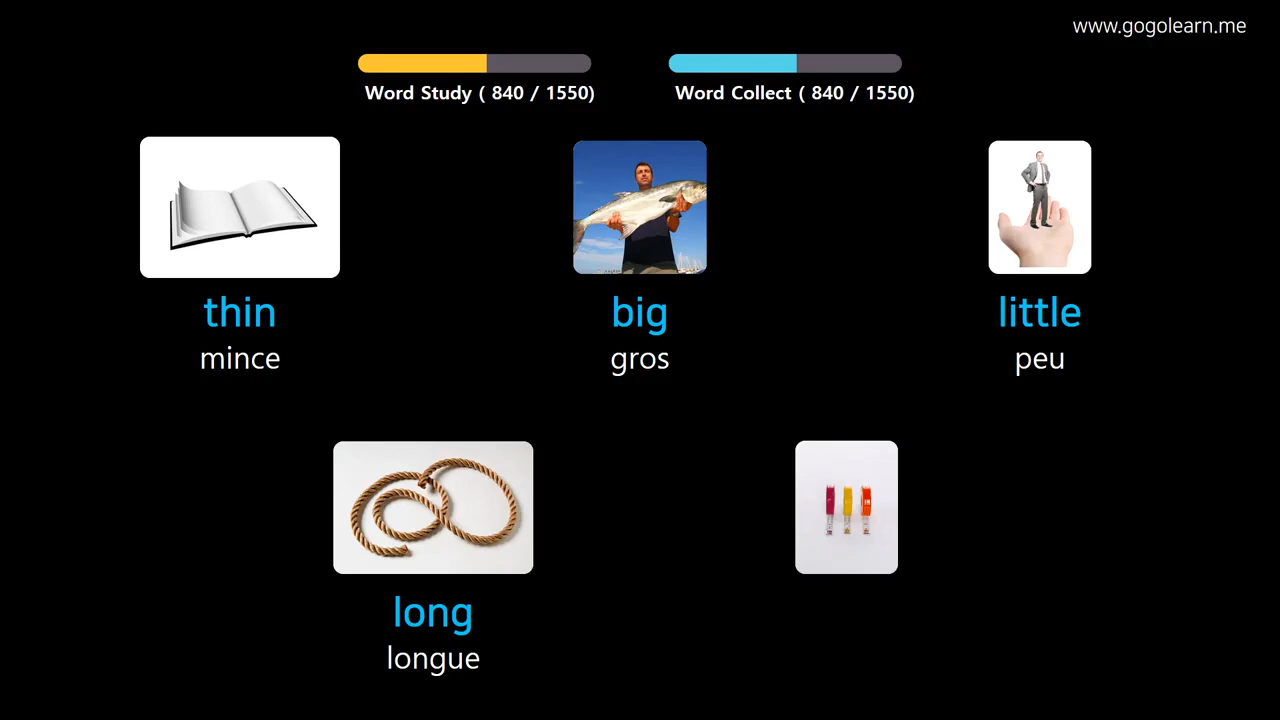 www.gogolearn.me
Word Study ( 840 / 1550)
Word Collect ( 840 / 1550)
thin
mince
big
gros
little
peu
long
longue